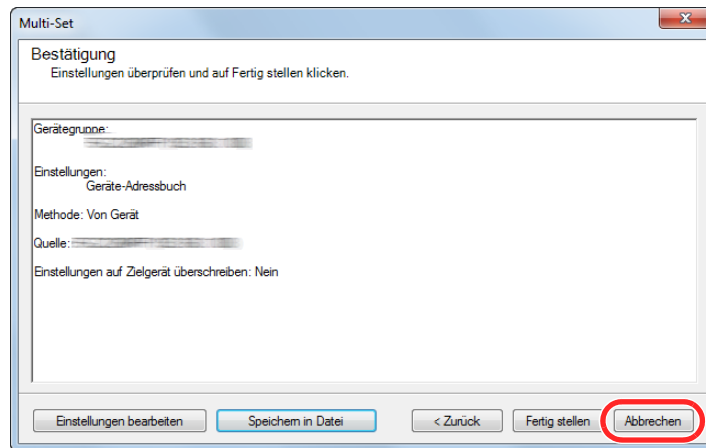 Multi-Set
Bestätigung
Einstellungen überprüfen und auf Fertig stellen klicken.
Gerätegruppe:
Einstellungen:
Geräte-Adressbuch
Methode: Von Gerät
Quelle:
Einstellungen auf Zielgerät überschreiben: Nein
Einstellungen bearbeiten
Speichern in Datei
< Zurück
Fertig stellen
Abbrechen